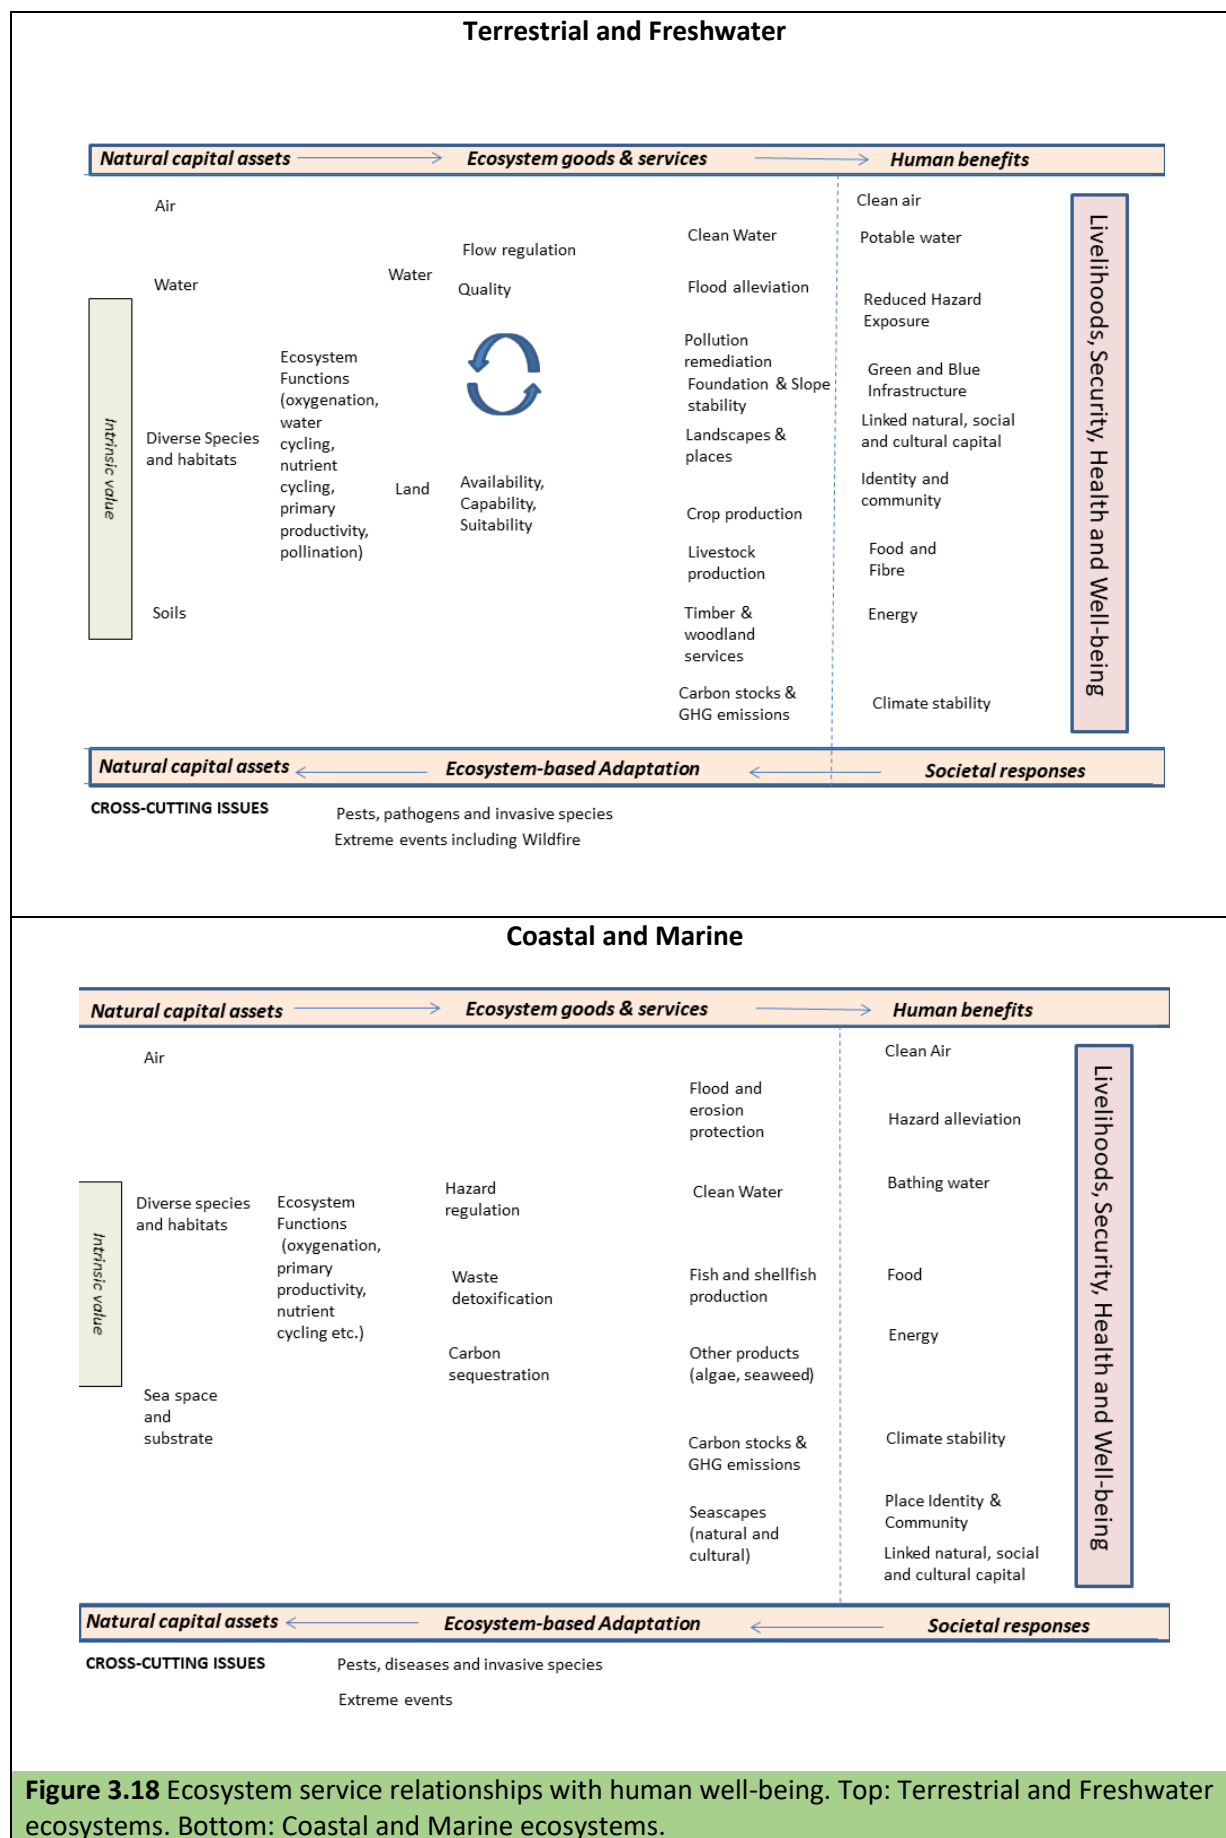 Terrestrial and Freshwater
Natural capital assets
Ecosystem goods & services
Human benefits
Intrinsic value
Air
Water
Diverse Species
and habitats
Soils
Ecosystem
Functions
(oxygenation,
water
cycling,
nutrient
cycling,
primary
productivity,
pollination)
Water
Land
Flow regulation
Quality
Availability,
Capability,
Suitability
Clean Water
Flood alleviation
Pollution
remediation
Foundation & Slope
stability
Landscapes &
places
Crop production
Livestock
production
Timber &
woodland
services
Carbon stocks &
GHG emissions
Clean air
Potable water
Reduced Hazard
Exposure
Green and Blue
Infrastructure
Linked natural, social
and cultural capital
Identity and
community
Food and
Fibre
Energy
Climate stability
Livelihoods, Security, Health and Well-being
Natural capital assets
Ecosystem-based Adaptation
Societal responses
CROSS-CUTTING ISSUES
Pests, pathogens and invasive species
Extreme events including Wildfire
Coastal and Marine
Natural capital assets
Ecosystem goods & services
Human benefits
Intrinsic value
Air
Diverse species
and habitats
Sea space
and
substrate
Ecosystem
Functions
(oxygenation,
primary
productivity,
nutrient
cycling etc.)
Hazard
regulation
Waste
detoxification
Carbon
sequestration
Flood and
erosion
protection
Clean Water
Fish and shellfish
production
Other products
(algae, seaweed)
Carbon stocks &
GHG emissions
Seascapes
(natural and
cultural)
Clean Air
Hazard alleviation
Bathing water
Food
Energy
Climate stability
Place Identity &
Community
Linked natural, social
and cultural capital
Livelihoods, Security, Health and Well-being
Natural capital assets
Ecosystem-based Adaptation
Societal responses
CROSS-CUTTING ISSUES
Pests, diseases and invasive species
Extreme events
Figure 3.18 Ecosystem service relationships with human well-being. Top: Terrestrial and Freshwater
ecosystems. Bottom: Coastal and Marine ecosystems.